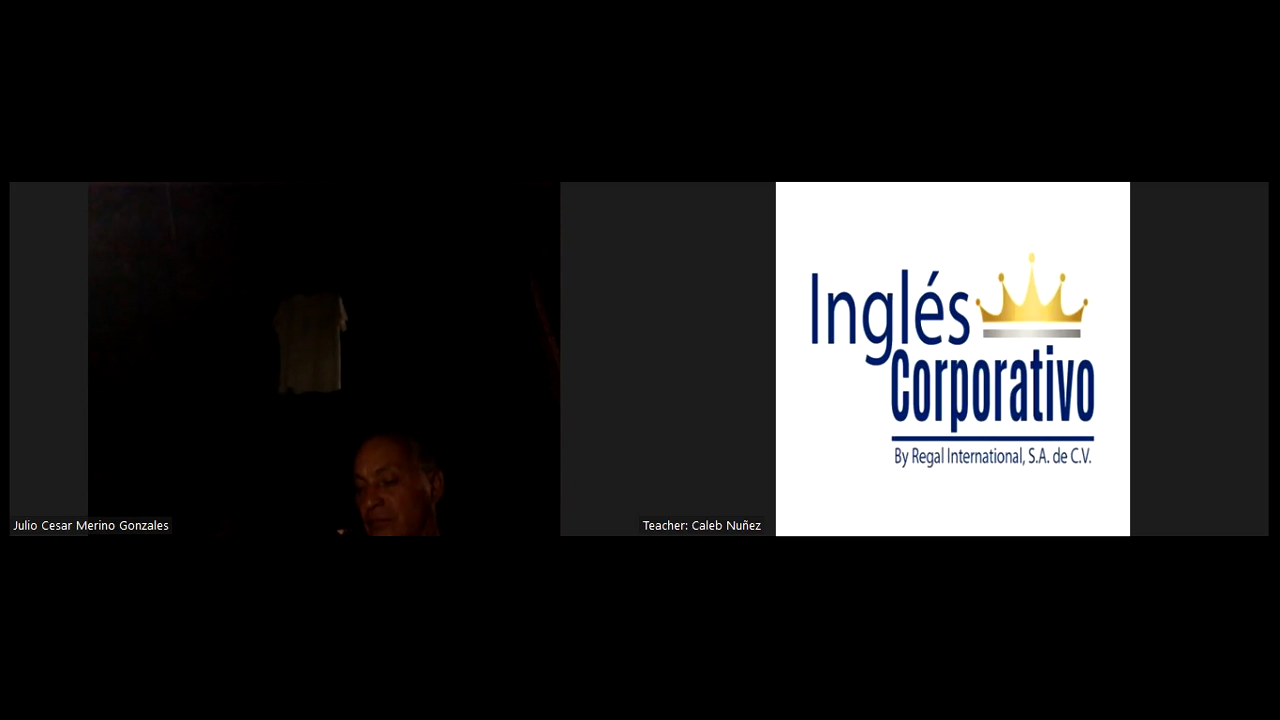 Inglés
Corporativo
By Regal International, S.A. de C.V.
Julio Cesar Merino Gonzales
Teacher: Caleb Nuñez